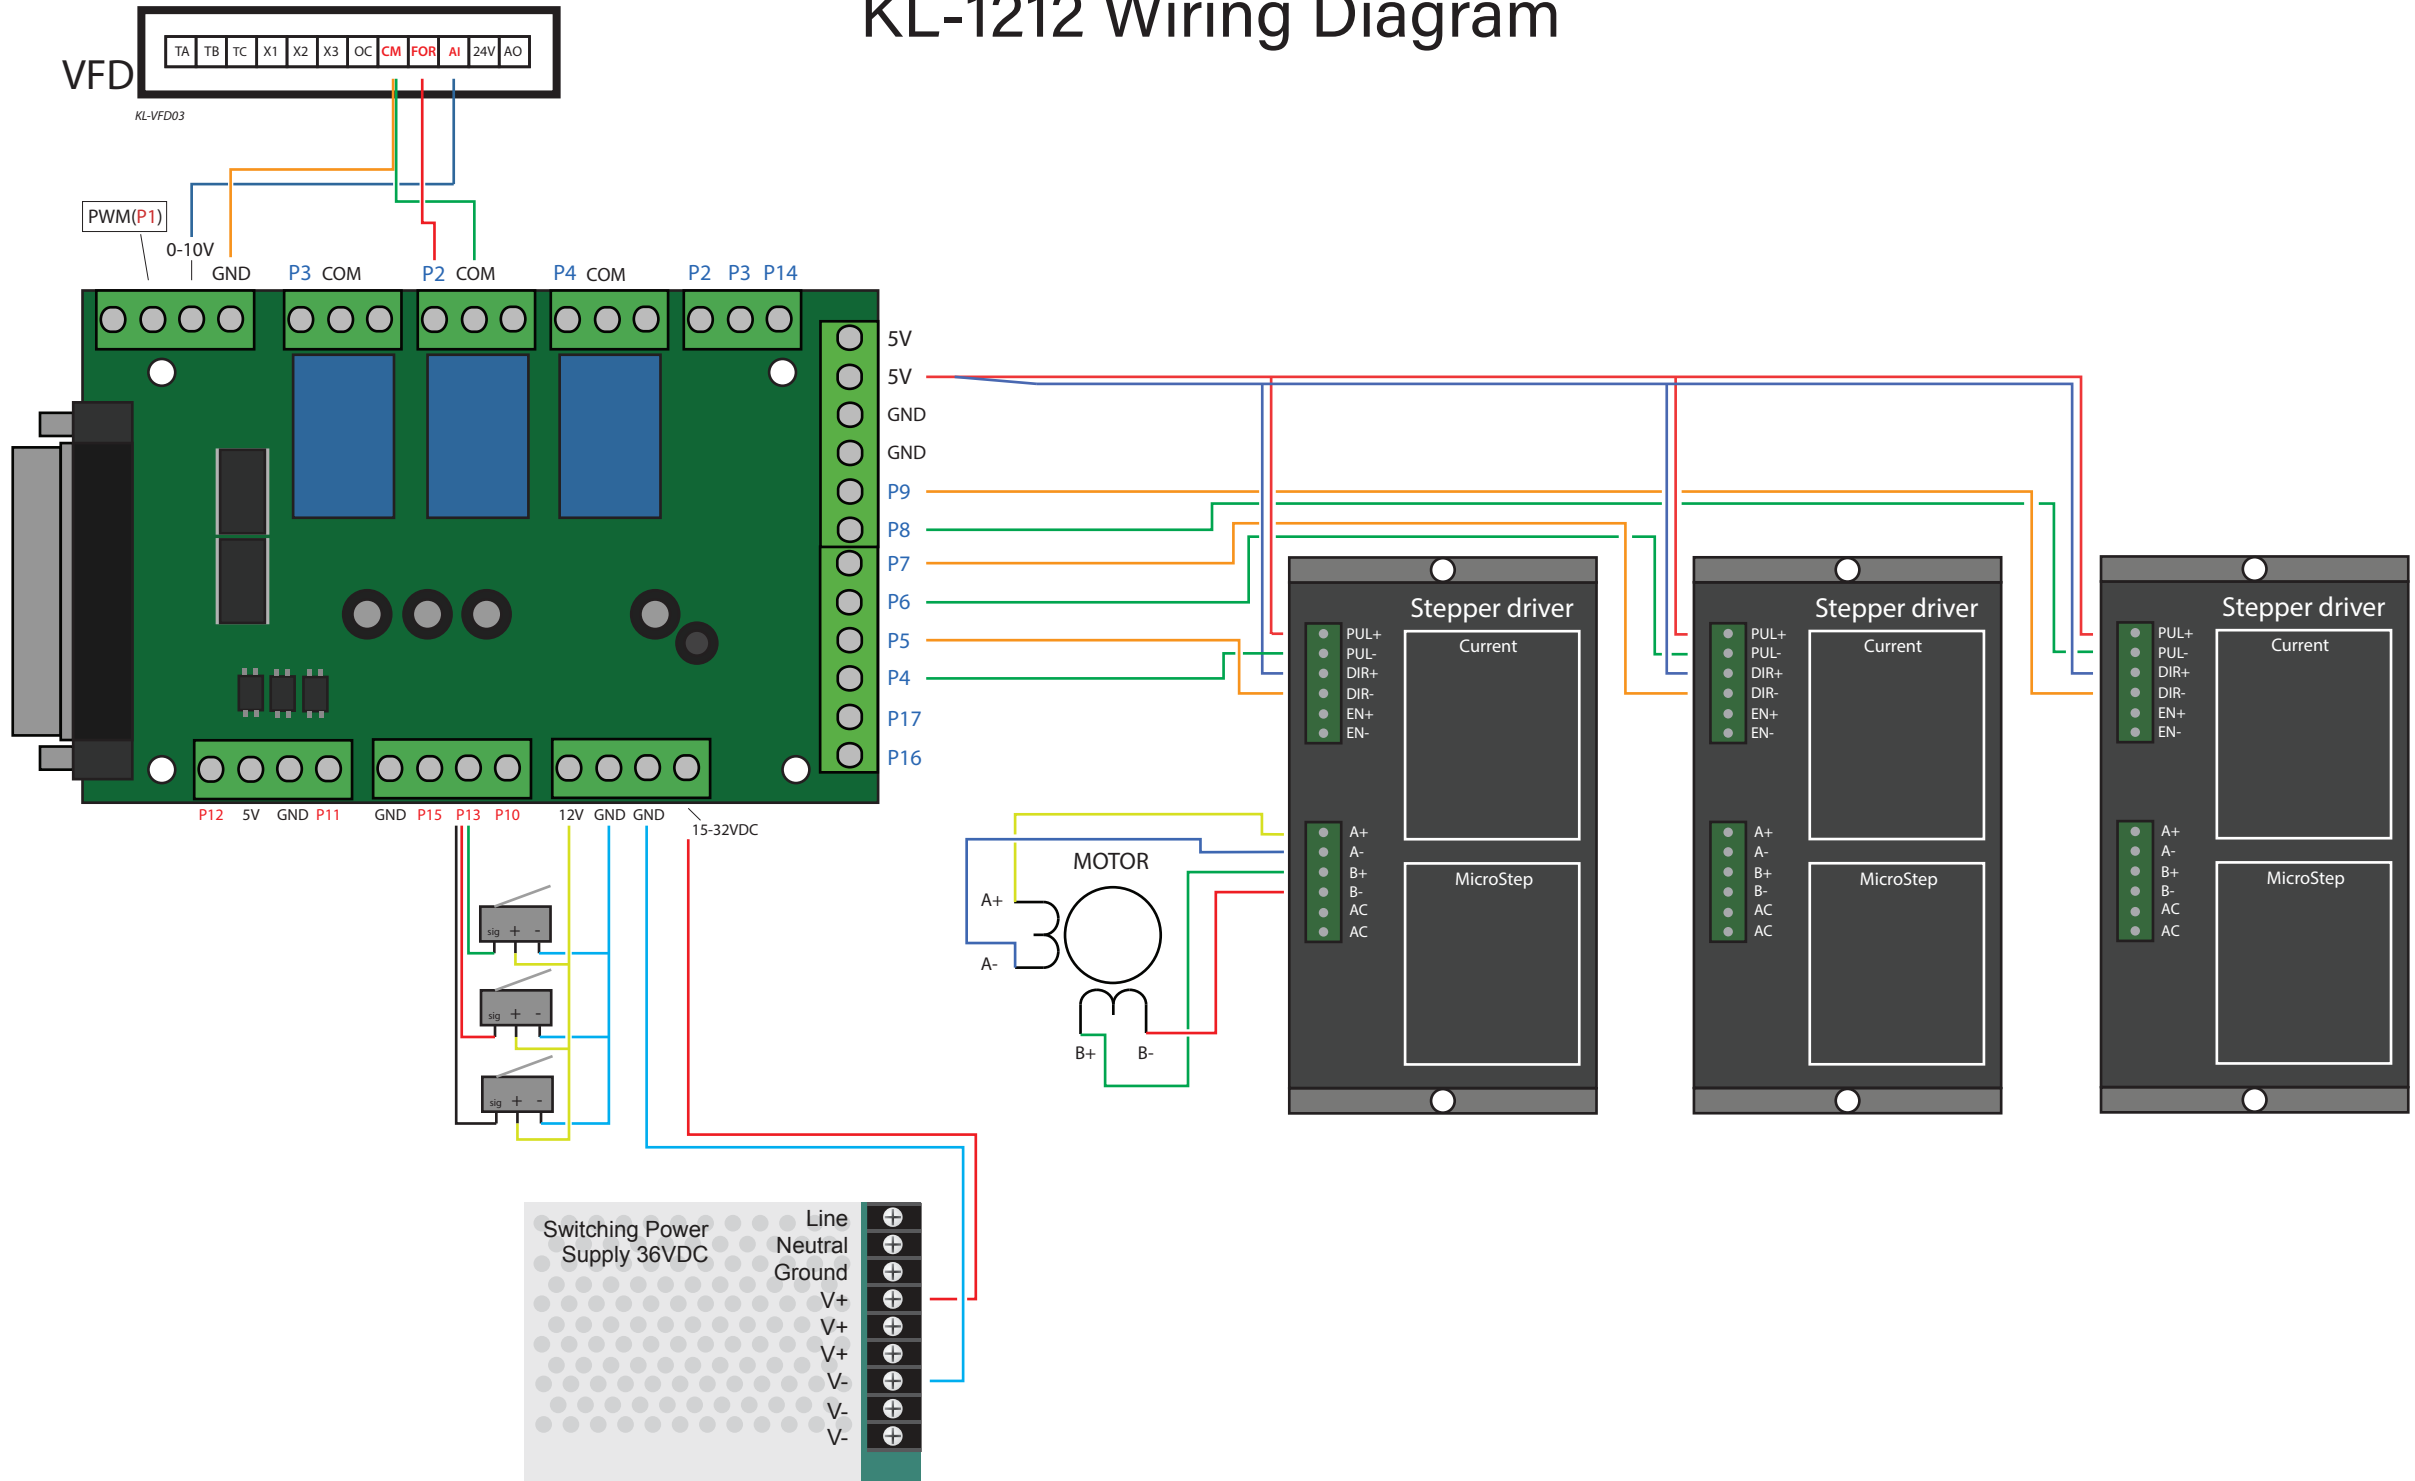 KL-1212 Wiring Diagram
TA TB TC X1 X2 X3 OC CM FOR AI 24V AO
VFD
KL-VFD03
PWM(P1)
0-10V
GND P3 COM P2 COM P4 COM P2 P3 P14
5V
5V
GND
GND
P9
P8
P7
P6
P5
P4
P17
P16
P12 5V GND P11 GND P15 P13 P10 12V GND GND
15-32VDC
sig + -
sig + -
sig + -
MOTOR
A+
A-
B+ B-
Stepper driver
Current
PUL+
PUL-
DIR+
DIR-
EN+
EN-
A+
A-
B+
B-
AC
AC
MicroStep
Stepper driver
Current
PUL+
PUL-
DIR+
DIR-
EN+
EN-
A+
A-
B+
B-
AC
AC
MicroStep
Stepper driver
Current
PUL+
PUL-
DIR+
DIR-
EN+
EN-
A+
A-
B+
B-
AC
AC
MicroStep
Switching Power
Supply 36VDC
Line
Neutral
Ground
V+
V+
V+
V-
V-
V-